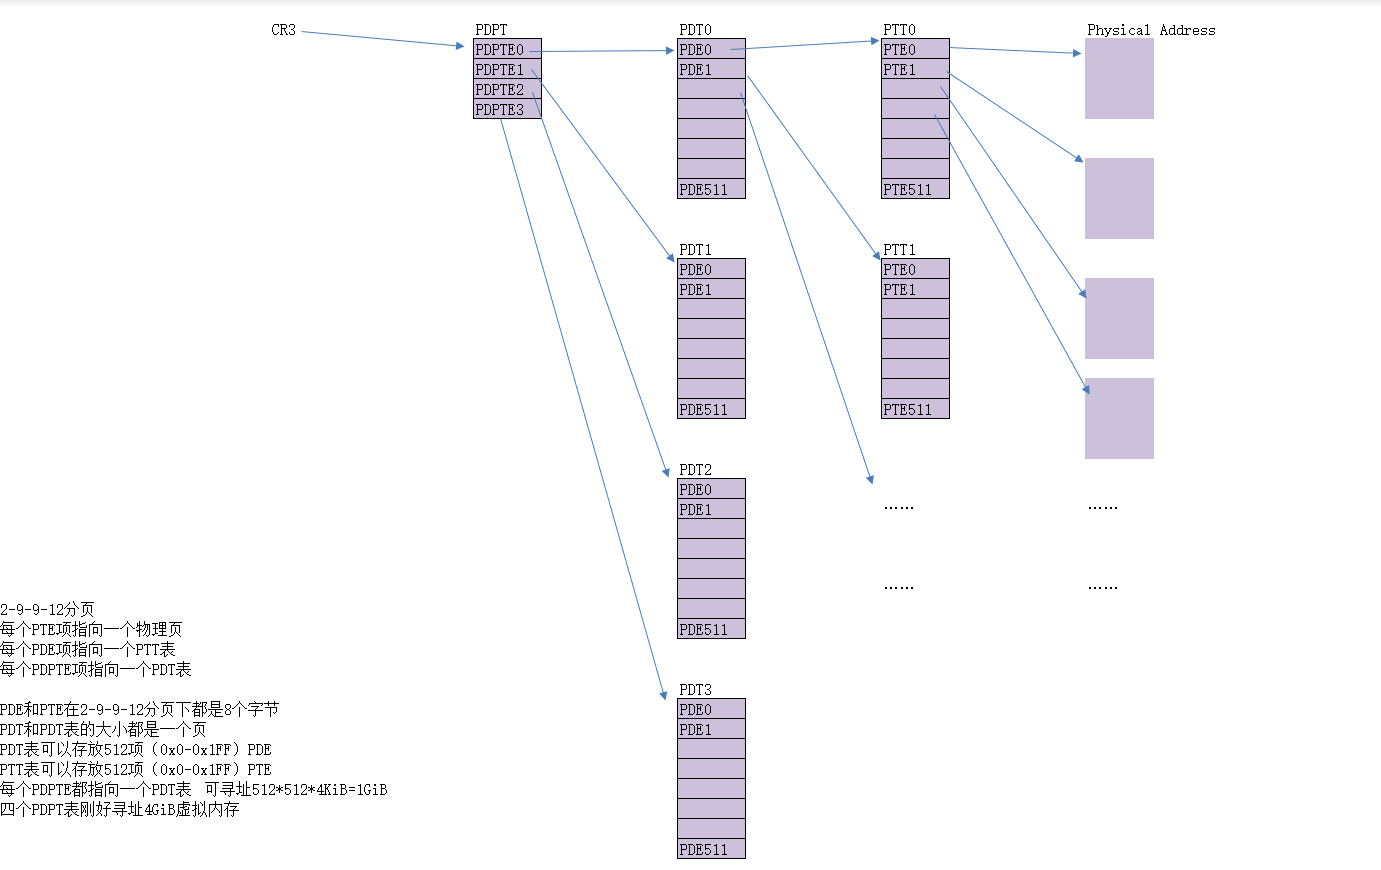 CR3
PDPT
PDPTE0
PDPTE1
PDPTE2
PDPTE3
PDT0
PDE0
PDE1
PDE511
PDT1
PDE0
PDE1
PDE511
PDT2
PDE0
PDE1
PDE511
PDT3
PDE0
PDE1
PDE511
PTT0
PTE0
PTE1
PTE511
PTT1
PTE0
PTE1
PTE511
……
……
Physical Address
……
……
2-9-9-12分页
每个PTE项指向一个物理页
每个PDE项指向一个PTT表
每个PDPTE项指向一个PDT表
PDE和PTE在2-9-9-12分页下都是8个字节
PDT和PDT表的大小都是一个页
PDT表可以存放512项（0x0-0x1FF）PDE
PTT表可以存放512项（0x0-0x1FF）PTE
每个PDPTE都指向一个PDT表 可寻址512*512*4KiB=1GiB
四个PDPT表刚好寻址4GiB虚拟内存